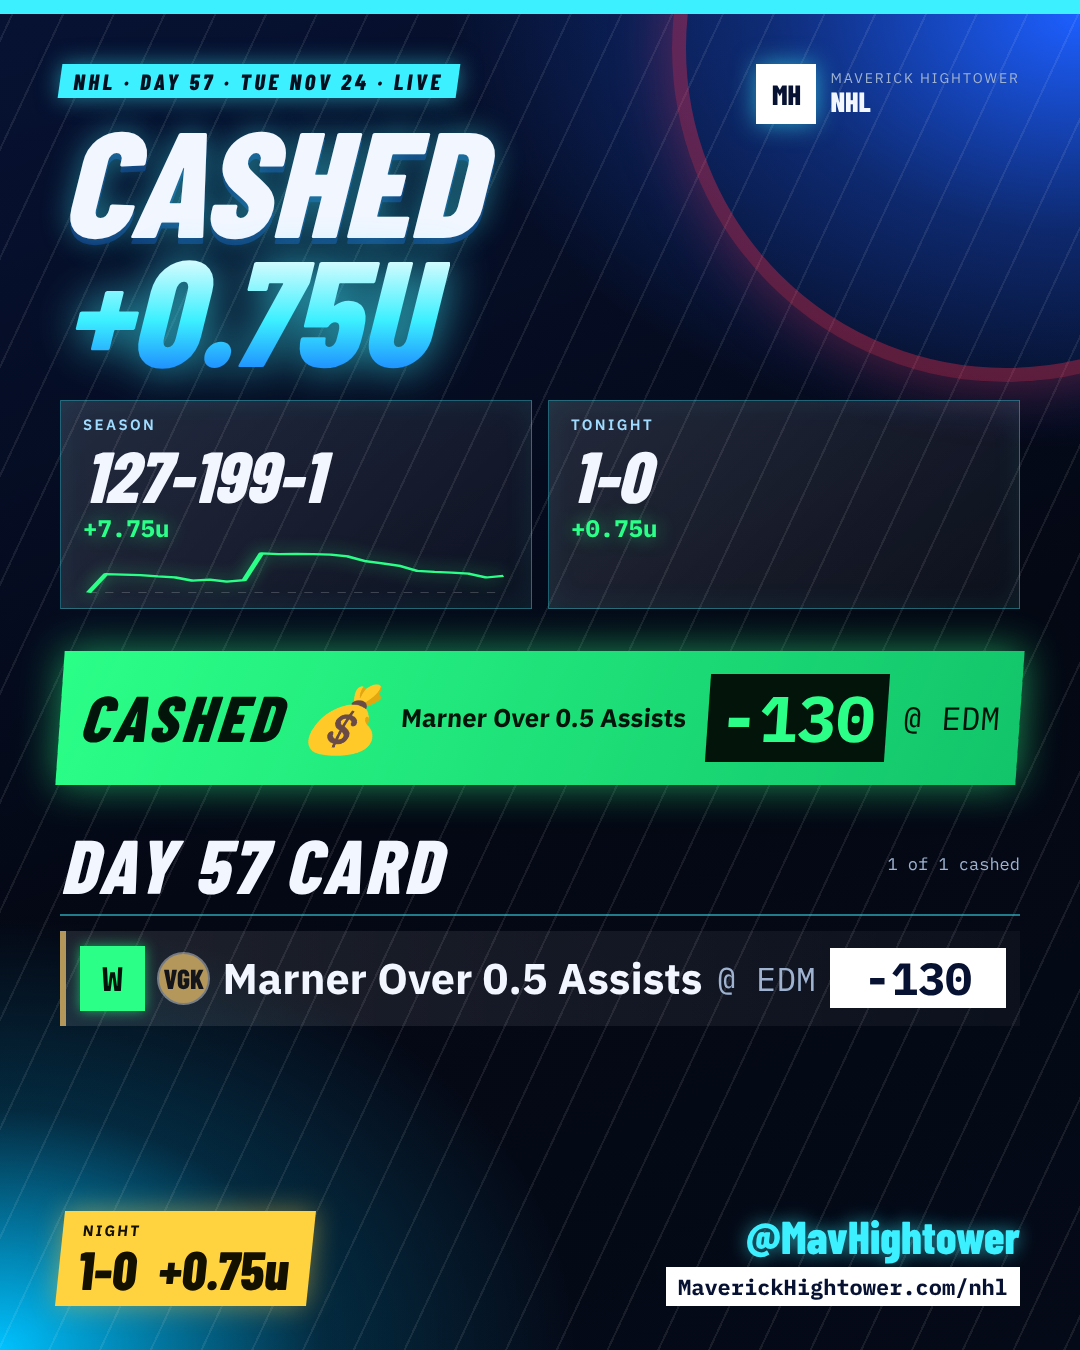 NHL · DAY 57 · TUE NOV 24 · LIVE
MH
MAVERICK HIGHTOWER
NHL
CASHED
+0.75U
SEASON
127-199-1
+7.75u
TONIGHT
1-0
+0.75u
CASHED 💰 Marner Over 0.5 Assists -130 @ EDM
DAY 57 CARD
1 of 1 cashed
W VGK Marner Over 0.5 Assists @ EDM -130
NIGHT
1-0 +0.75u
@MavHightower
MaverickHightower.com/nhl